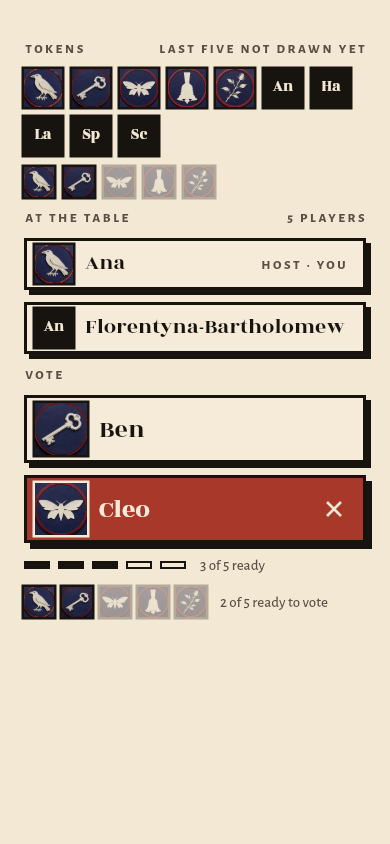 TOKENS LAST FIVE NOT DRAWN YET
An Ha
La Sp Sc
AT THE TABLE 5 PLAYERS
Ana HOST · YOU
An Florentyna-Bartholomew
VOTE
Ben
Cleo ✕
3 of 5 ready
2 of 5 ready to vote